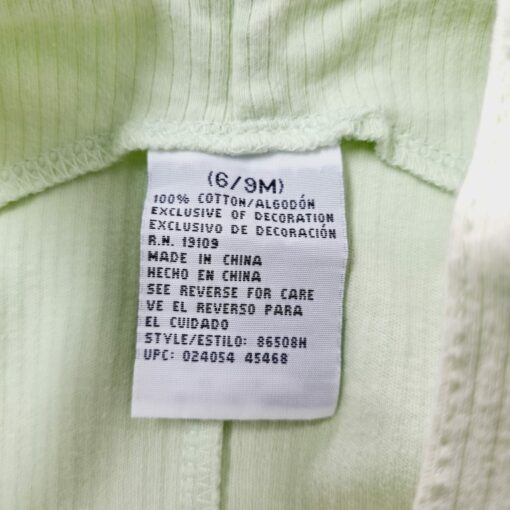 (6/9M)
100% COTTON/ALGODÓN
EXCLUSIVE OF DECORATION
EXCLUSIVO DE DECORACIÓN
R.N. 19109
MADE IN CHINA
HECHO EN CHINA
SEE REVERSE FOR CARE
VE EL REVERSO PARA
EL CUIDADO
STYLE/ESTILO: 86508H
UPC: 024054 45468